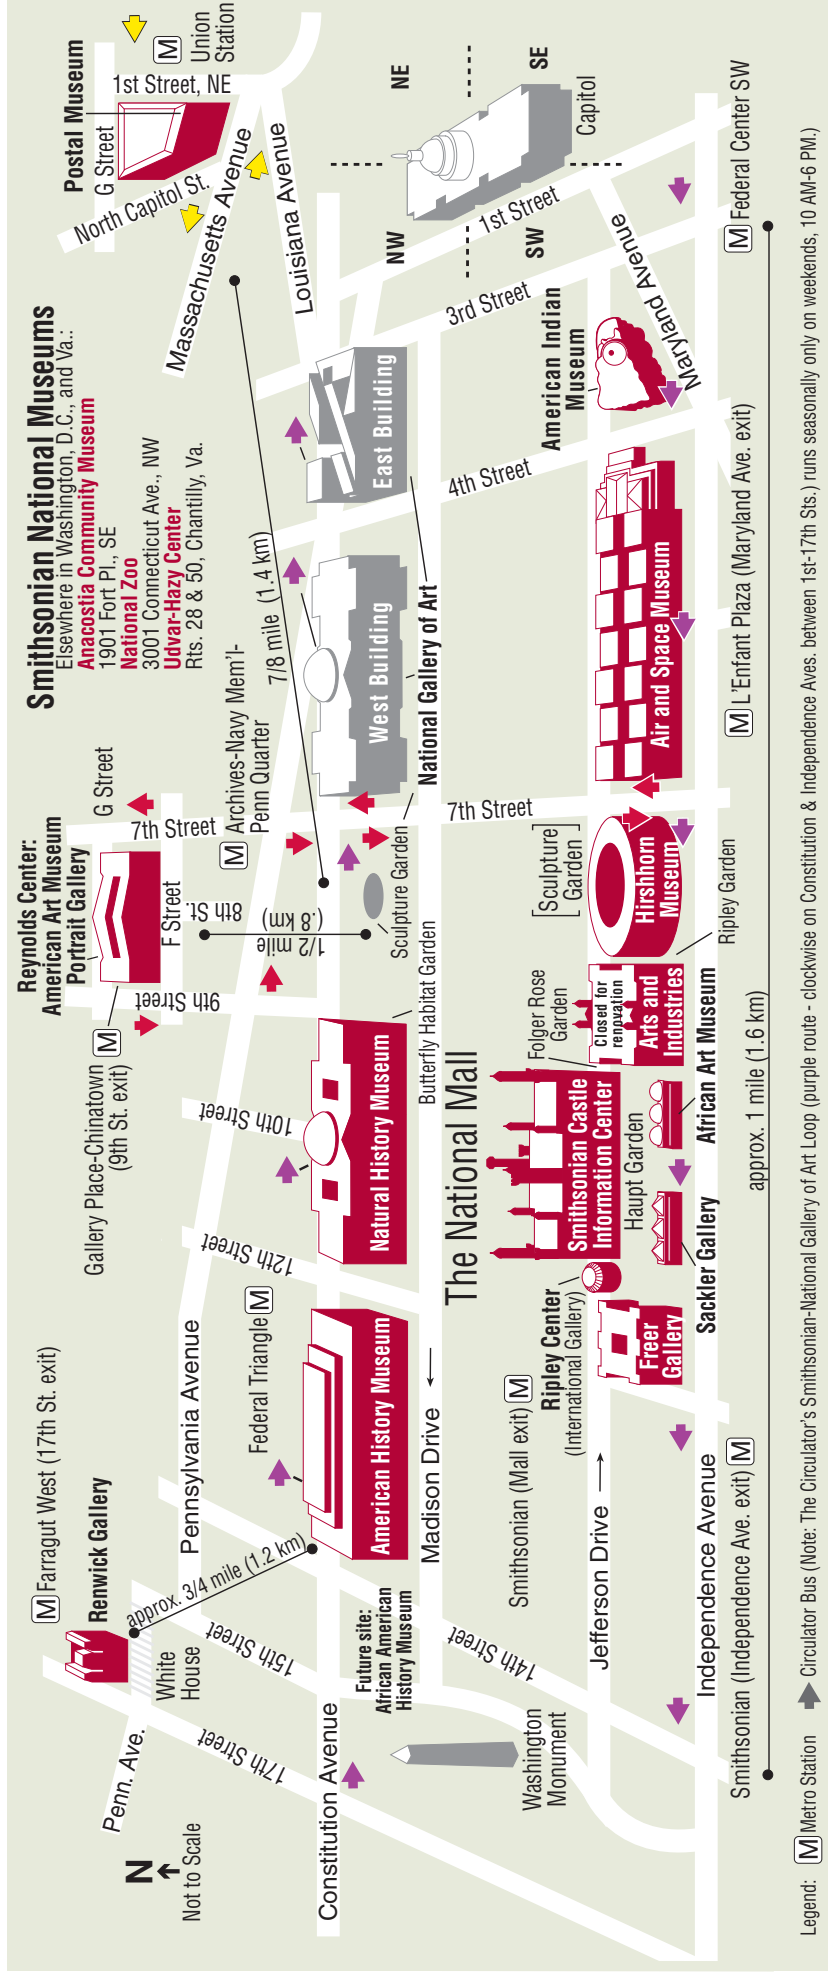 Smithsonian National Museums
Elsewhere in Washington, D.C., and Va.:
Anacostia Community Museum
1901 Fort Pl., SE
National Zoo
3001 Connecticut Ave., NW
Udvar-Hazy Center
Rts. 28 & 50, Chantilly, Va.
N
Not to Scale
Penn. Ave.
17th Street
White
House
M Farragut West (17th St. exit)
Renwick Gallery
approx. 3/4 mile (1.2 km)
15th Street
Pennsylvania Avenue
Federal Triangle M
12th Street
10th Street
Gallery Place-Chinatown M
(9th St. exit)
9th Street
Reynolds Center:
American Art Museum
Portrait Gallery
F Street
8th St.
7th Street
G Street
1/2 mile
(.8 km)
M Archives-Navy Mem'l-
Penn Quarter
7/8 mile (1.4 km)
Massachusetts Avenue
Louisiana Avenue
North Capitol St.
G Street
Postal Museum
1st Street, NE
M Union
Station
Constitution Avenue
Future site:
African American
History Museum
14th Street
American History Museum
Natural History Museum
Butterfly Habitat Garden
Sculpture Garden
West Building
National Gallery of Art
East Building
4th Street
3rd Street
1st Street
NW
NE
SW
SE
Capitol
Madison Drive
The National Mall
7th Street
Washington
Monument
Jefferson Drive
Smithsonian (Mall exit) M
Ripley Center
(International Gallery)
Freer
Gallery
Smithsonian Castle
Information Center
Haupt Garden
Sackler Gallery
African Art Museum
Folger Rose
Garden
Closed for
renovation
Arts and
Industries
Ripley Garden
Sculpture
Garden
Hirshhorn
Museum
Air and Space Museum
American Indian
Museum
Maryland Avenue
Independence Avenue
Smithsonian (Independence Ave. exit) M
M L'Enfant Plaza (Maryland Ave. exit)
M Federal Center SW
approx. 1 mile (1.6 km)
Legend: M Metro Station Circulator Bus (Note: The Circulator's Smithsonian-National Gallery of Art Loop (purple route - clockwise on Constitution & Independence Aves. between 1st-17th Sts.) runs seasonally only on weekends, 10 AM-6 PM.)